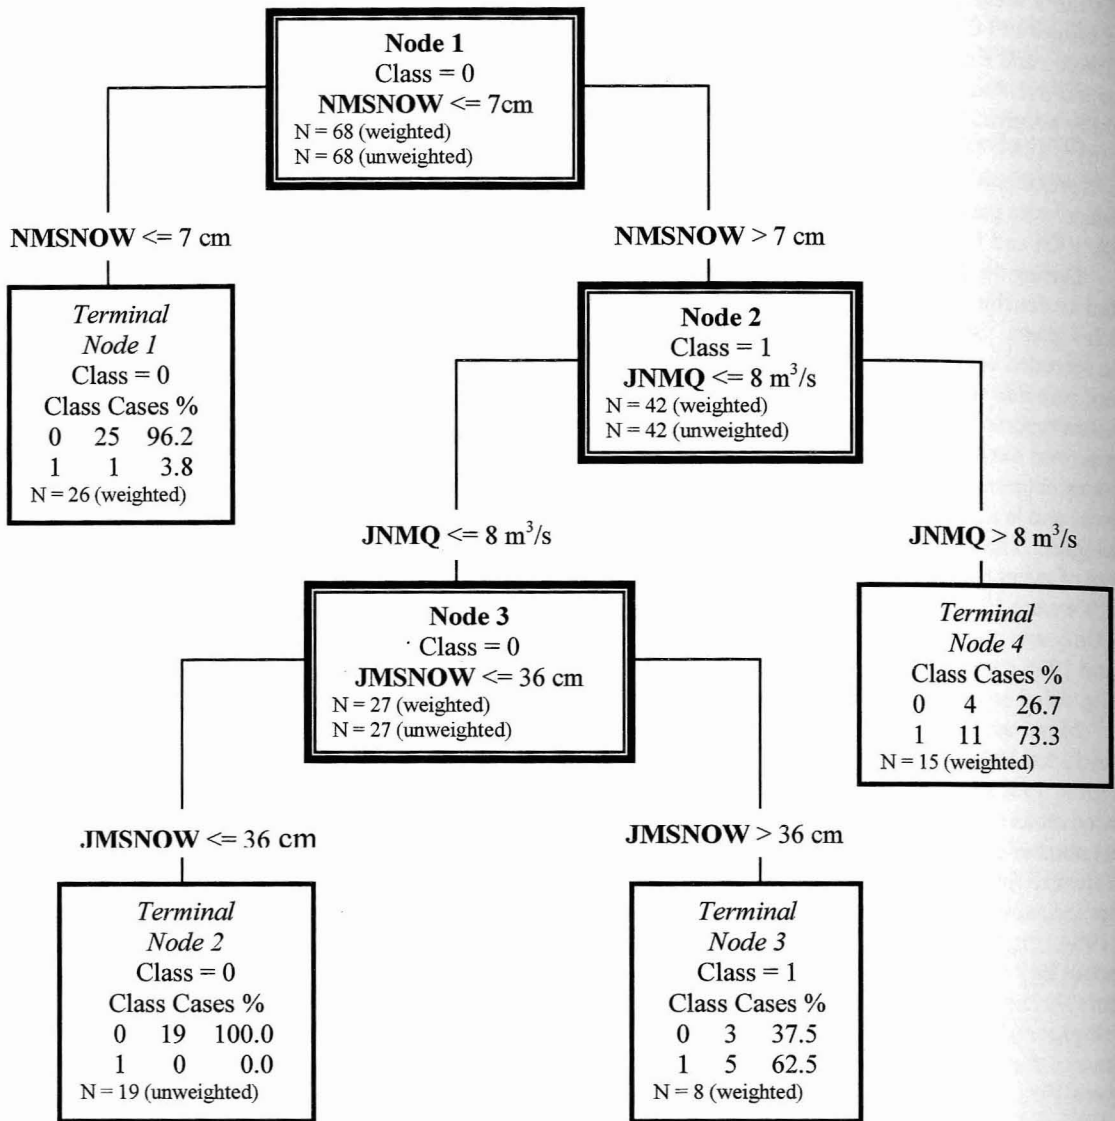 Node 1
Class = 0
NMSNOW <= 7cm
N = 68 (weighted)
N = 68 (unweighted)
NMSNOW <= 7 cm
NMSNOW > 7 cm
Terminal
Node 1
Class = 0
Class Cases %
0 25 96.2
1 1 3.8
N = 26 (weighted)
Node 2
Class = 1
JNMQ <= 8 m³/s
N = 42 (weighted)
N = 42 (unweighted)
JNMQ <= 8 m³/s
JNMQ > 8 m³/s
Node 3
Class = 0
JMSNOW <= 36 cm
N = 27 (weighted)
N = 27 (unweighted)
Terminal
Node 4
Class Cases %
0 4 26.7
1 11 73.3
N = 15 (weighted)
JMSNOW <= 36 cm
JMSNOW > 36 cm
Terminal
Node 2
Class = 0
Class Cases %
0 19 100.0
1 0 0.0
N = 19 (unweighted)
Terminal
Node 3
Class = 1
Class Cases %
0 3 37.5
1 5 62.5
N = 8 (weighted)